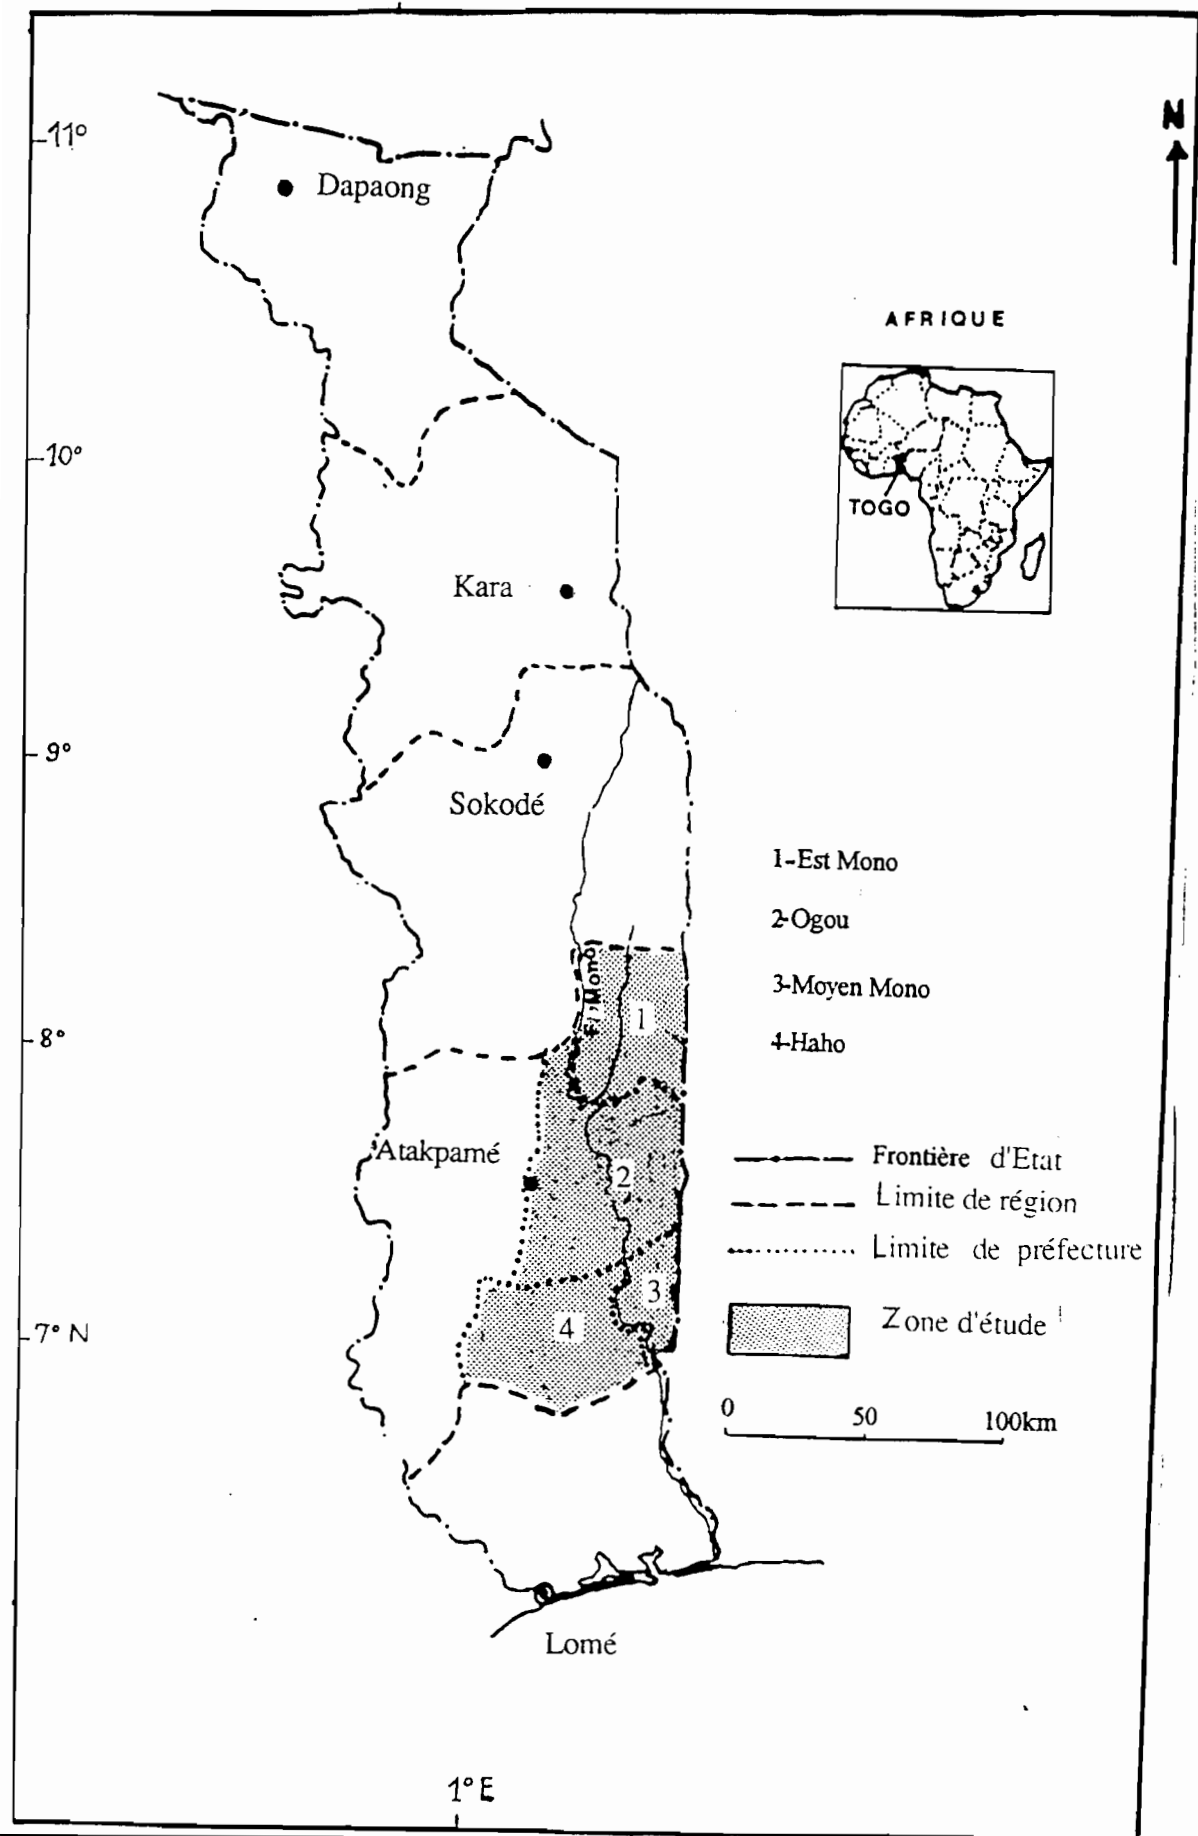 N
11°
Dapaong
AFRIQUE
TOGO
10°
Kara
9°
Sokodé
1-Est Mono
2-Ogou
3-Moyen Mono
4-Haho
Fl. Mono
1
8°
Atakpamé
2
Frontière d'Etat
Limite de région
Limite de préfecture
3
Zone d'étude
4
7° N
0 50 100km
Lomé
1° E